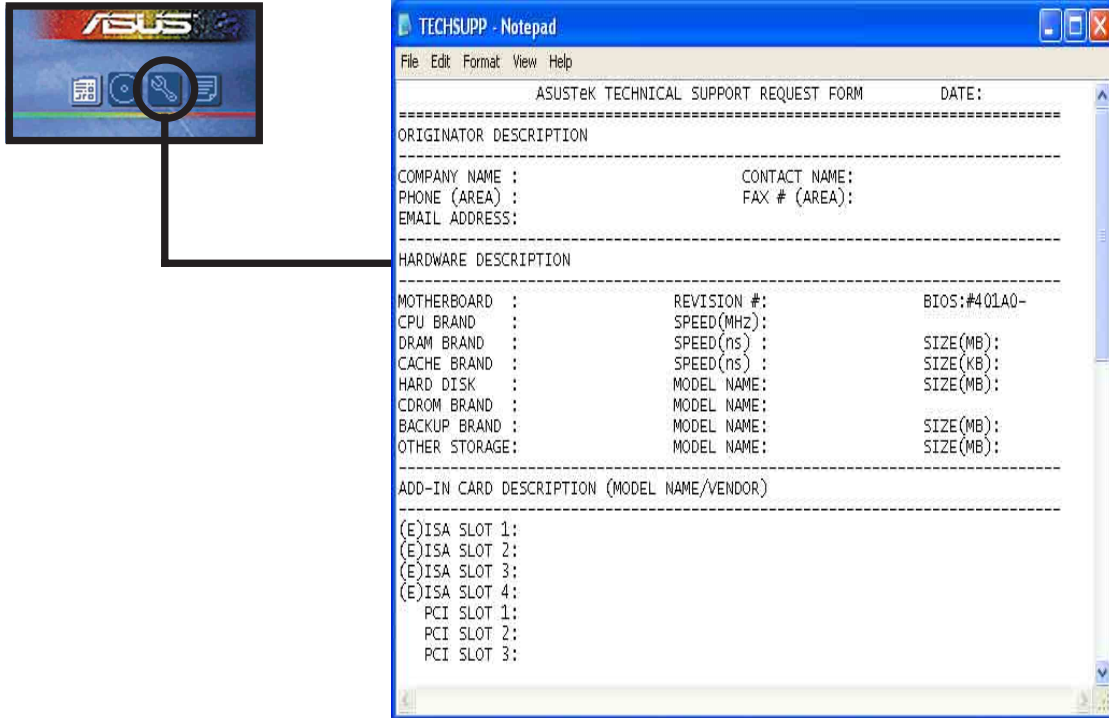 ASUS
TECHSUPP - Notepad
File Edit Format View Help
ASUSTeK TECHNICAL SUPPORT REQUEST FORM DATE:
==============================================================================
ORIGINATOR DESCRIPTION
------------------------------------------------------------------------------
COMPANY NAME : CONTACT NAME:
PHONE (AREA) : FAX # (AREA):
EMAIL ADDRESS:
------------------------------------------------------------------------------
HARDWARE DESCRIPTION
------------------------------------------------------------------------------
MOTHERBOARD : REVISION #: BIOS:#401A0-
CPU BRAND : SPEED(MHz):
DRAM BRAND : SPEED(ns) : SIZE(MB):
CACHE BRAND : SPEED(ns) : SIZE(KB):
HARD DISK : MODEL NAME: SIZE(MB):
CDROM BRAND : MODEL NAME:
BACKUP BRAND : MODEL NAME: SIZE(MB):
OTHER STORAGE: MODEL NAME: SIZE(MB):
------------------------------------------------------------------------------
ADD-IN CARD DESCRIPTION (MODEL NAME/VENDOR)
------------------------------------------------------------------------------
(E)ISA SLOT 1:
(E)ISA SLOT 2:
(E)ISA SLOT 3:
(E)ISA SLOT 4:
PCI SLOT 1:
PCI SLOT 2:
PCI SLOT 3: